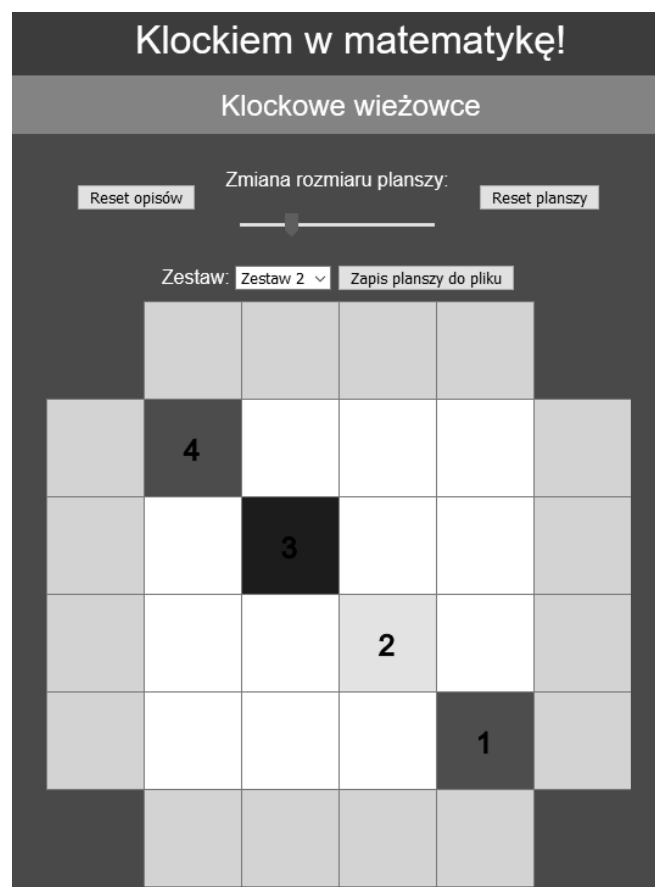 Klockiem w matematykę!
Klockowe wieżowce
Zmiana rozmiaru planszy:
Reset opisów
Reset planszy
Zestaw: Zestaw 2 Zapis planszy do pliku
4
3
2
1